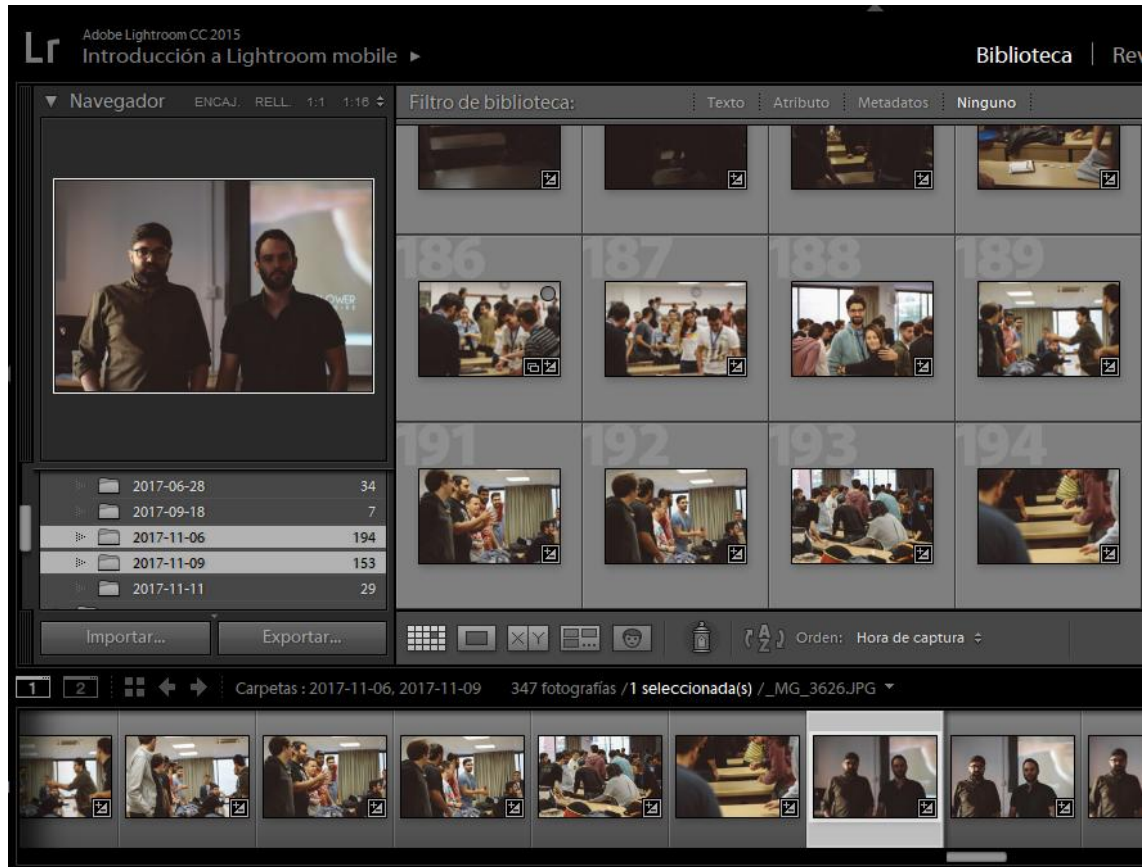 Lr
Adobe Lightroom CC 2015
Introducción a Lightroom mobile
Biblioteca | Rev
Navegador ENCAJ. RELL. 1:1 1:16
Filtro de biblioteca: Texto Atributo Metadatos Ninguno
186 187 188 189
191 192 193 194
2017-06-28 34
2017-09-18 7
2017-11-06 194
2017-11-09 153
2017-11-11 29
Importar... Exportar...
XY
AZ
Orden: Hora de captura
1 2 Carpetas : 2017-11-06, 2017-11-09 347 fotografías /1 seleccionada(s) /_MG_3626.JPG